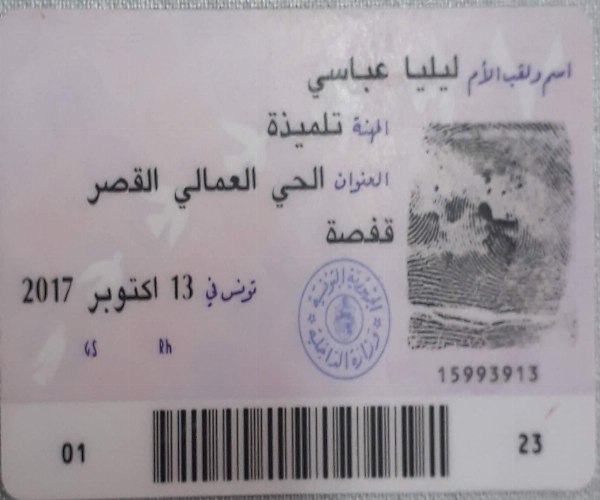 اسم ولقب الأم ليليا عباسي
المهنة تلميذة
العنوان الحي العمالي القصر
قفصة
تونس في 13 اكتوبر 2017
GS Rh
الجمهورية التونسية
وزارة الداخلية
15993913
01 23